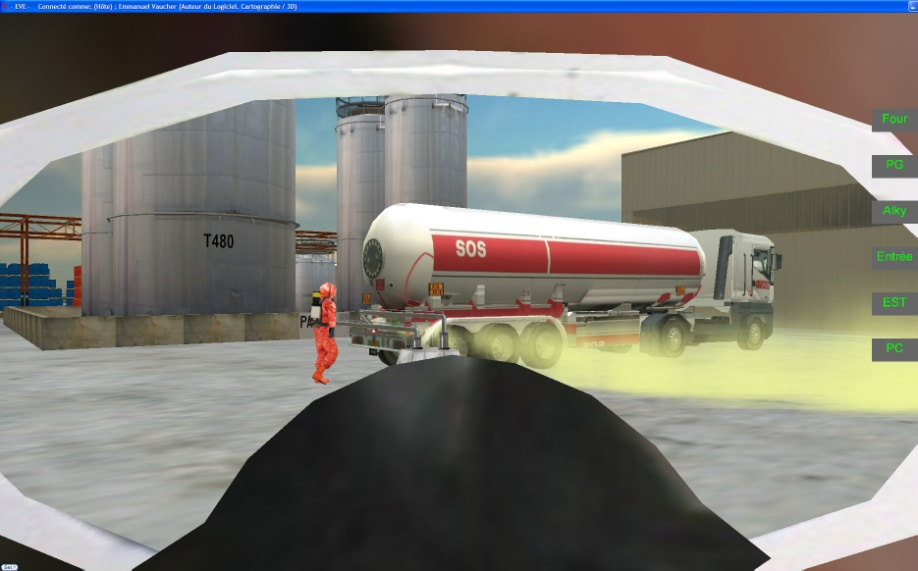 - EVE -    Connecté comme: (Hôte) : Emmanuel Vaucher (Auteur du Logiciel. Cartographie / 3D)
Four
PG
Alky
T480
SOS
Entrée
EST
PC